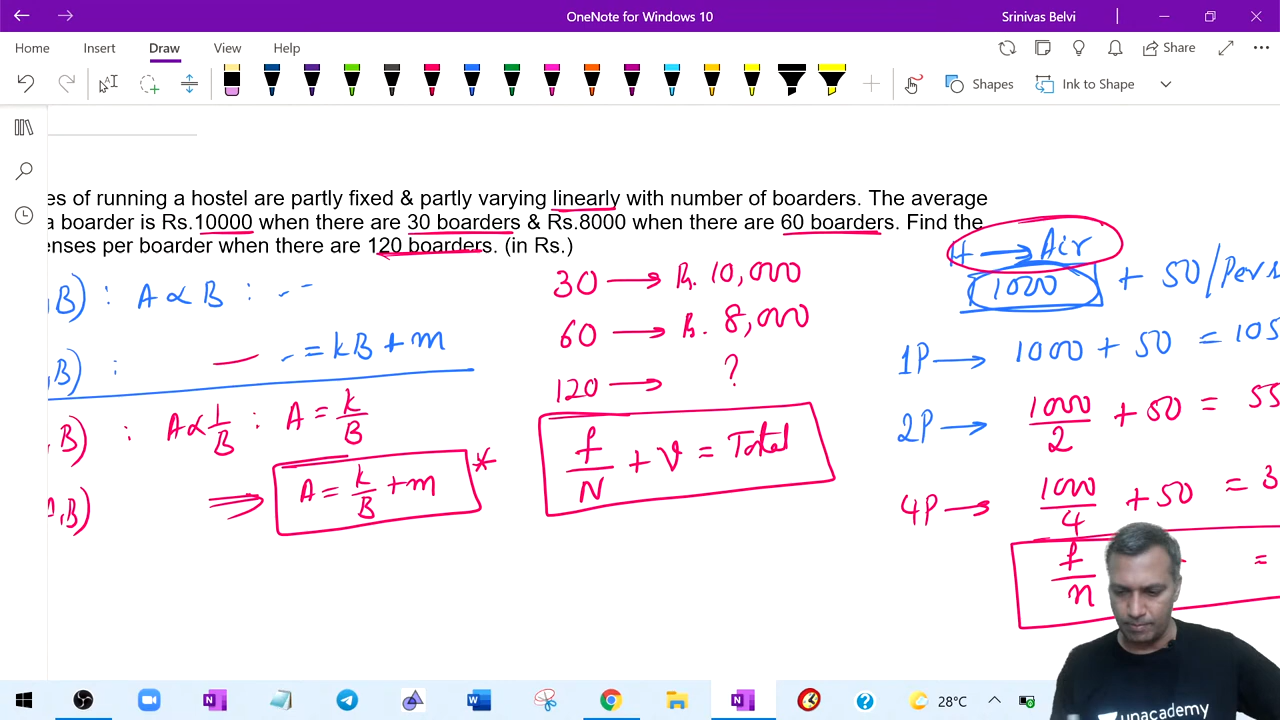 OneNote for Windows 10
Srinivas Belvi
Home Insert Draw View Help
Share
Shapes
Ink to Shape
es of running a hostel are partly fixed & partly varying linearly with number of boarders. The average
a boarder is Rs.10000 when there are 30 boarders & Rs.8000 when there are 60 boarders. Find the
enses per boarder when there are 120 boarders. (in Rs.)
,B) : A ∝ B : --
,B) : .. = kB + m
,B) : A ∝ 1/B : A = k/B
,B) ⇒ A = k/B + m *
30 → Rs. 10,000
60 → Rs. 8,000
120 → ?
f/N + v = Total
H → Air
1000 + 50/Pers
1P → 1000 + 50 = 105
2P → 1000/2 + 50 = 55
4P → 1000/4 + 50 = 3
f/n =
unacademy
28°C